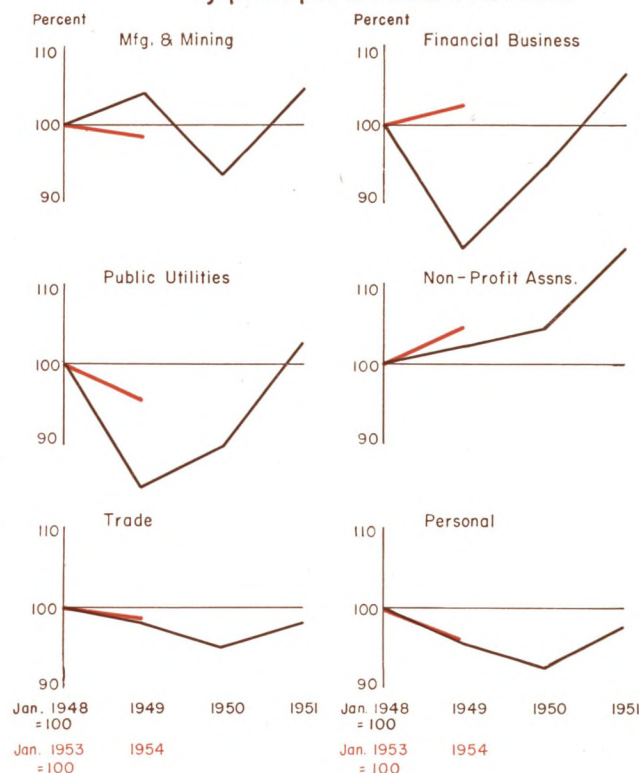 Percent
Mfg. & Mining
110
100
90
Percent
Financial Business
110
100
90
Public Utilities
110
100
90
Non-Profit Assns.
110
100
90
Trade
110
100
90
Personal
110
100
90
Jan. 1948 1949 1950 1951
=100
Jan. 1953 1954
=100
Jan. 1948 1949 1950 1951
= 100
Jan. 1953 1954
= 100